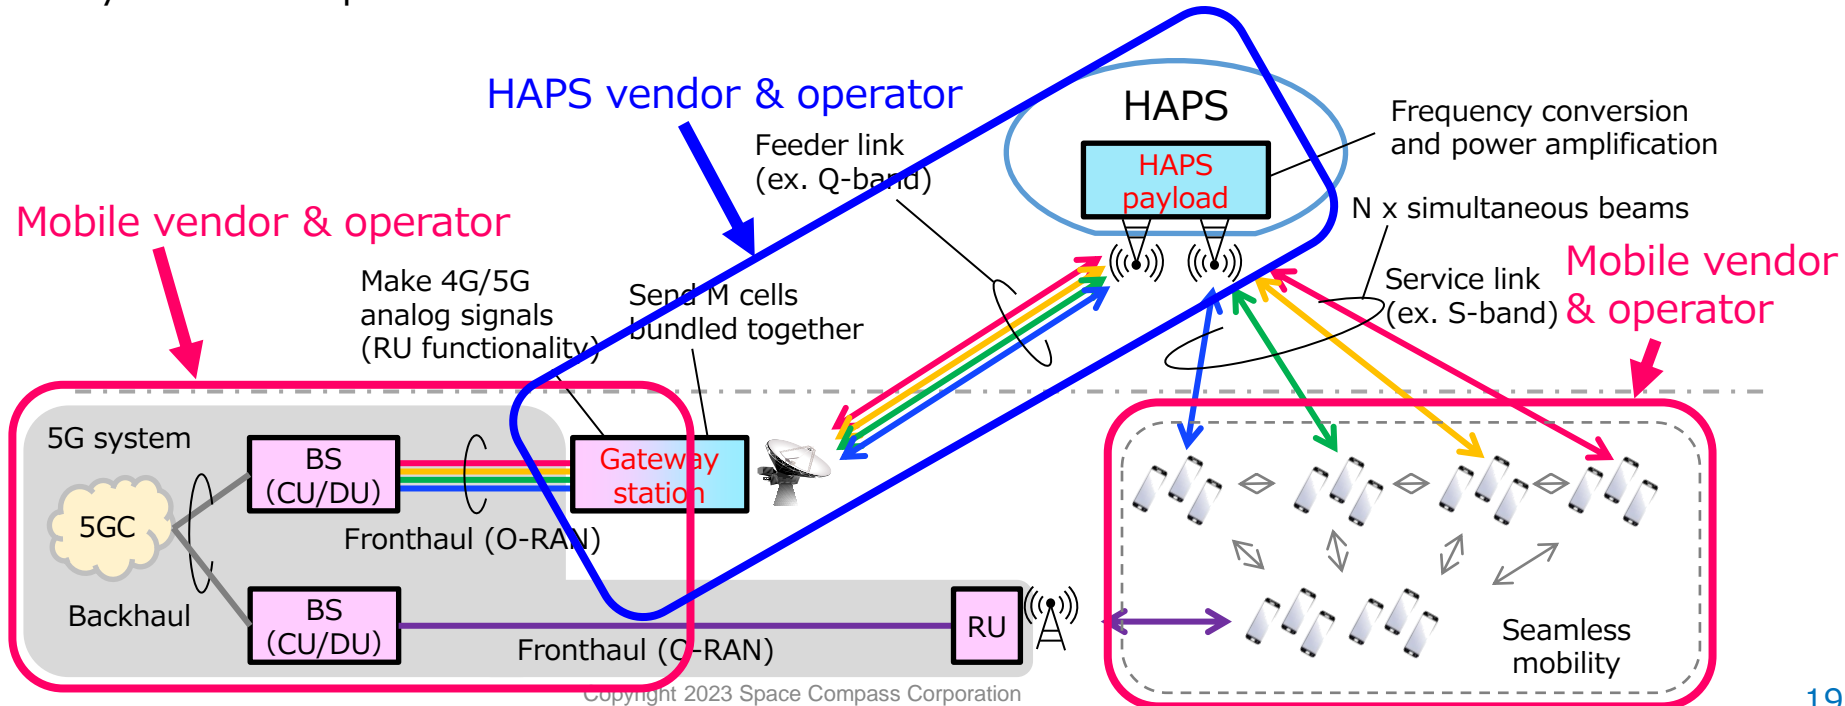 HAPS vendor & operator
HAPS
Frequency conversion
and power amplification
Feeder link
(ex. Q-band)
HAPS
payload
Mobile vendor & operator
N x simultaneous beams
Make 4G/5G
analog signals
(RU functionality)
Send M cells
bundled together
Service link
(ex. S-band)
Mobile vendor
& operator
5G system
BS
(CU/DU)
Gateway
station
5GC
Fronthaul (O-RAN)
Backhaul
BS
(CU/DU)
Fronthaul (O-RAN)
RU
Seamless
mobility
Copyright 2023 Space Compass Corporation
19